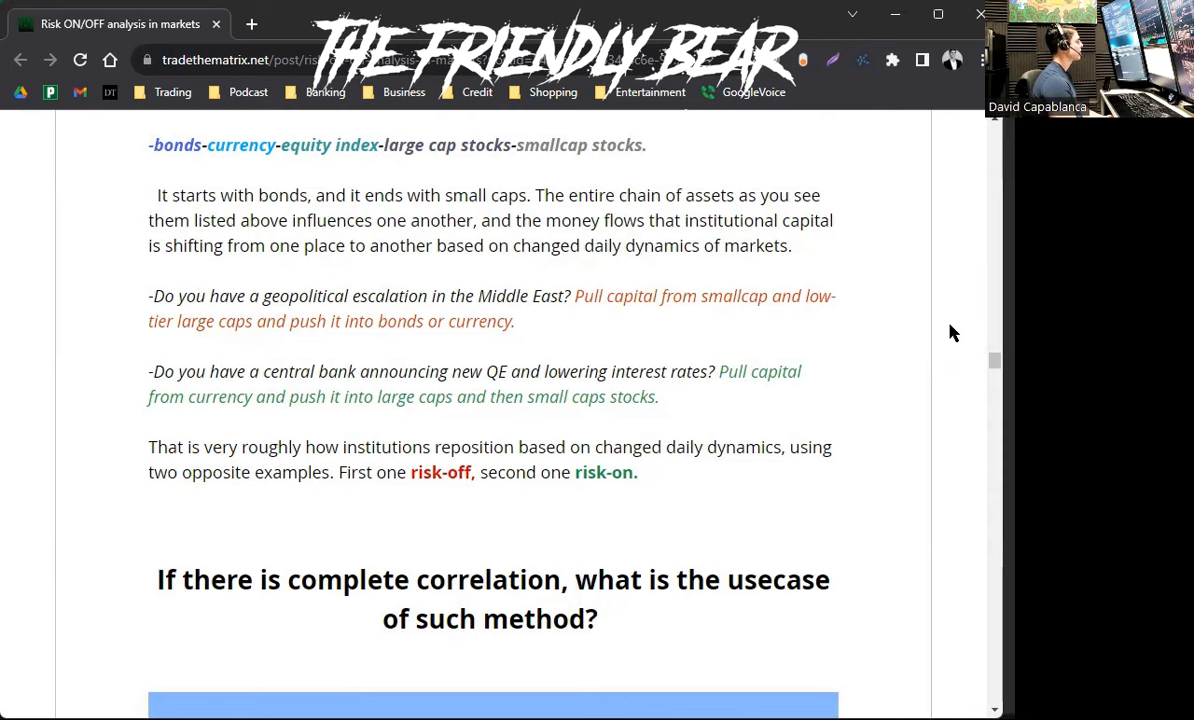 Risk ON/OFF analysis in markets
THE FRIENDLY BEAR
tradethematrix.net/post/
Trading
Podcast
Banking
Business
Credit
Shopping
Entertainment
GoogleVoice
David Capablanca
-bonds-currency-equity index-large cap stocks-smallcap stocks.
It starts with bonds, and it ends with small caps. The entire chain of assets as you see
them listed above influences one another, and the money flows that institutional capital
is shifting from one place to another based on changed daily dynamics of markets.
-Do you have a geopolitical escalation in the Middle East? Pull capital from smallcap and low-
tier large caps and push it into bonds or currency.
-Do you have a central bank announcing new QE and lowering interest rates? Pull capital
from currency and push it into large caps and then small caps stocks.
That is very roughly how institutions reposition based on changed daily dynamics, using
two opposite examples. First one risk-off, second one risk-on.
If there is complete correlation, what is the usecase
of such method?